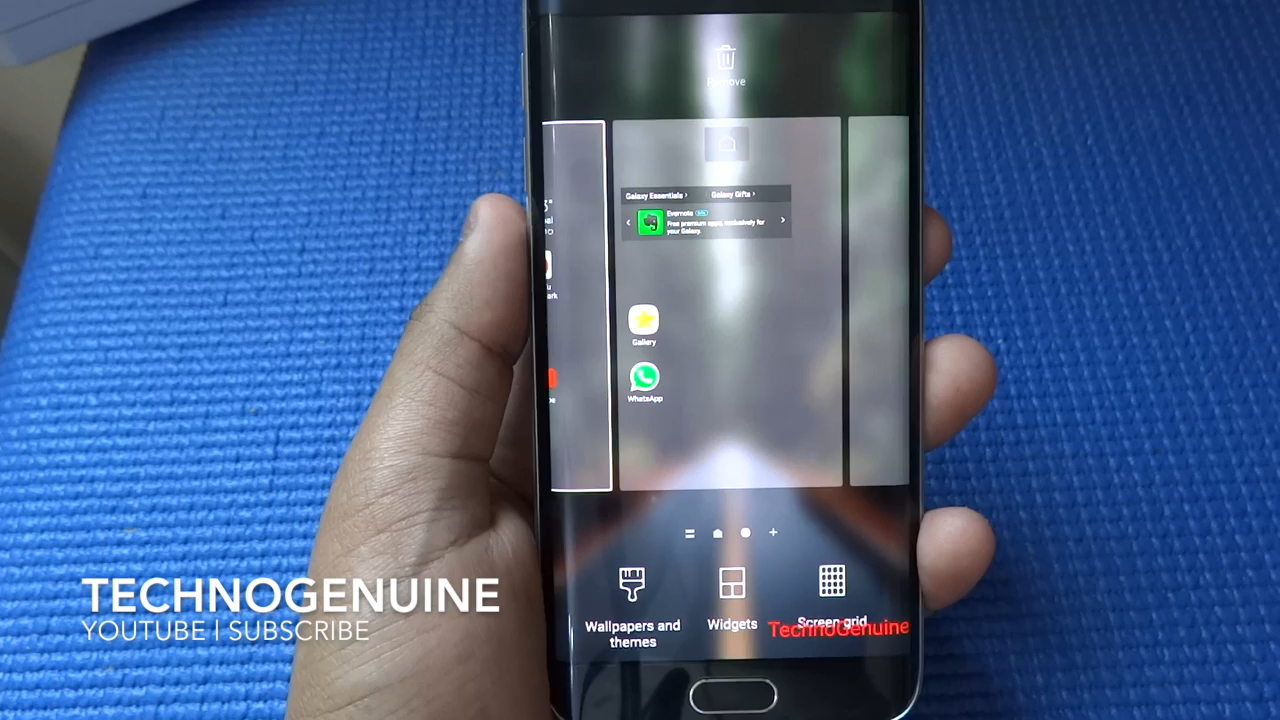 Remove
Galaxy Essentials ›
Galaxy Gifts ›
Evernote
Free premium apps, exclusively for
your Galaxy.
ark
Gallery
WhatsApp
Wallpapers and
themes
Widgets
Screen grid
TechnoGenuine
TECHNOGENUINE
YOUTUBE | SUBSCRIBE